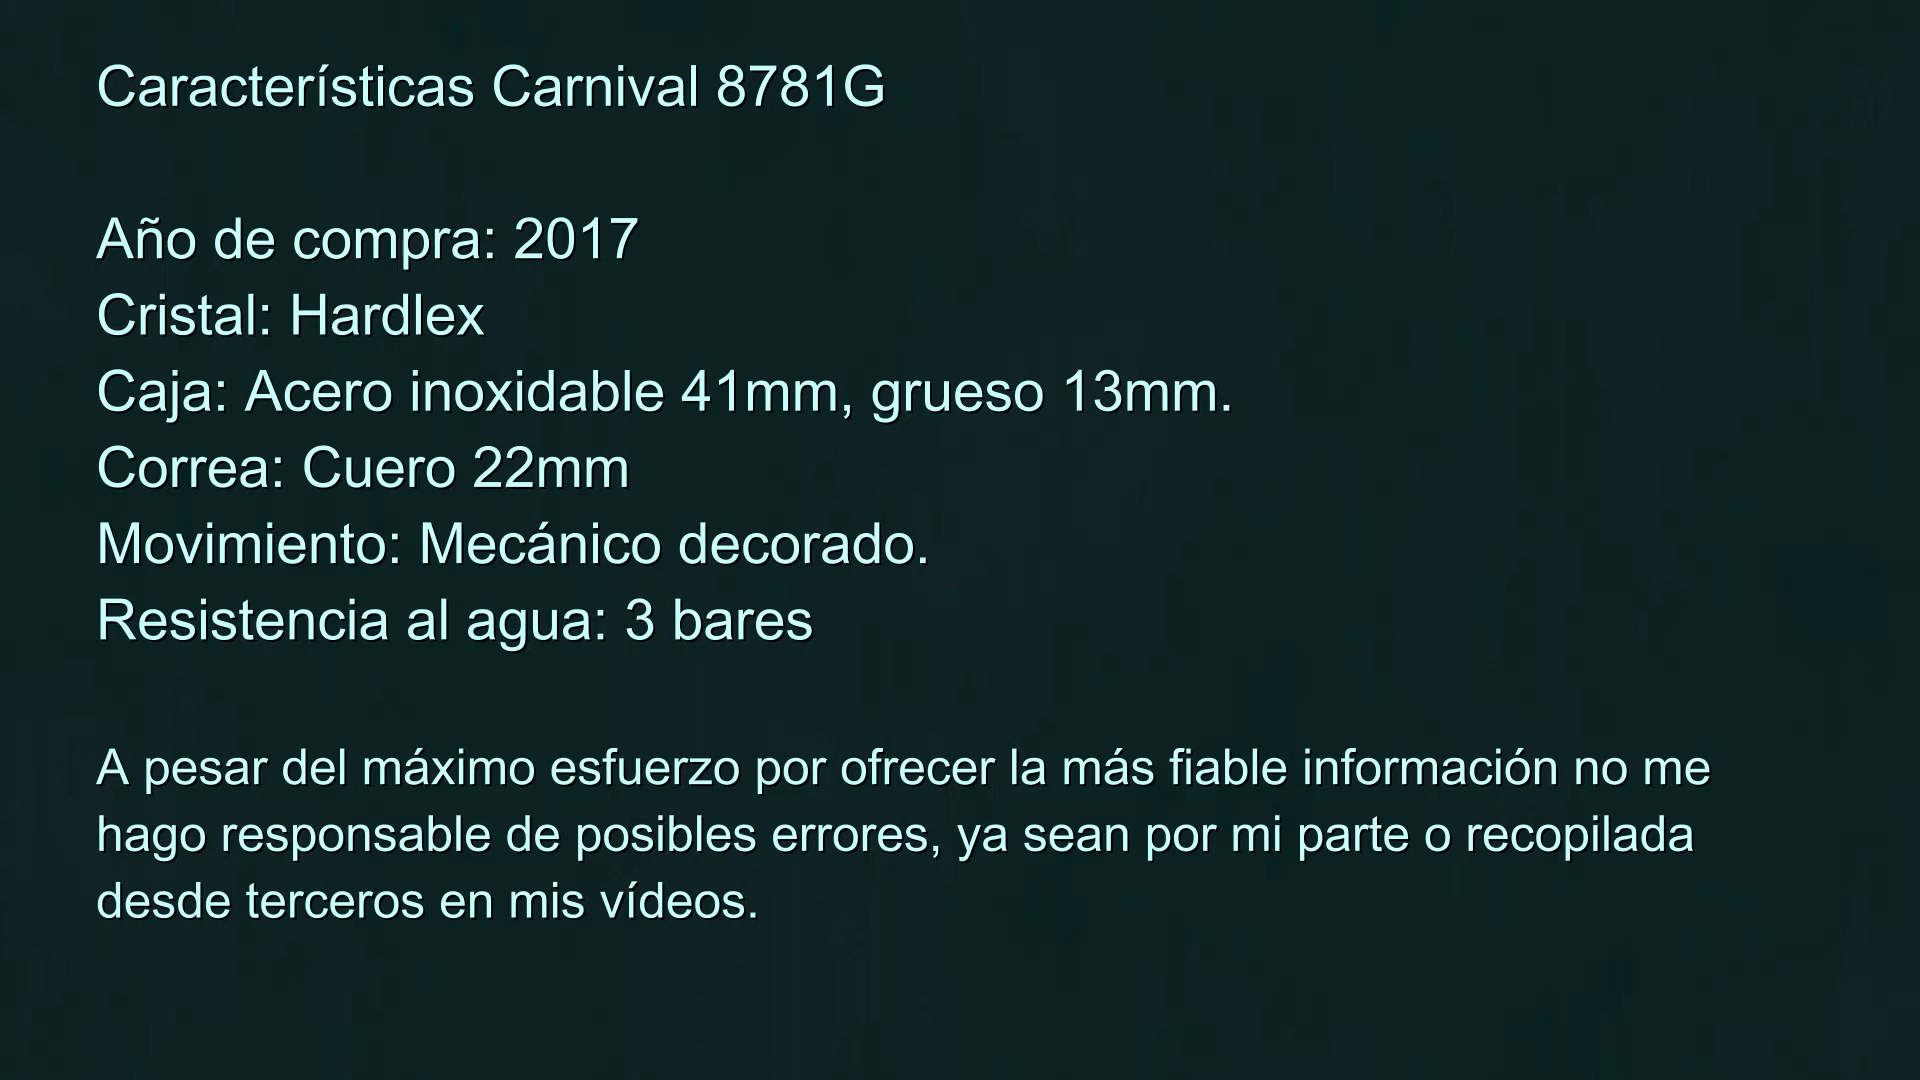 Características Carnival 8781G
Año de compra: 2017
Cristal: Hardlex
Caja: Acero inoxidable 41mm, grueso 13mm.
Correa: Cuero 22mm
Movimiento: Mecánico decorado.
Resistencia al agua: 3 bares
A pesar del máximo esfuerzo por ofrecer la más fiable información no me
hago responsable de posibles errores, ya sean por mi parte o recopilada
desde terceros en mis vídeos.